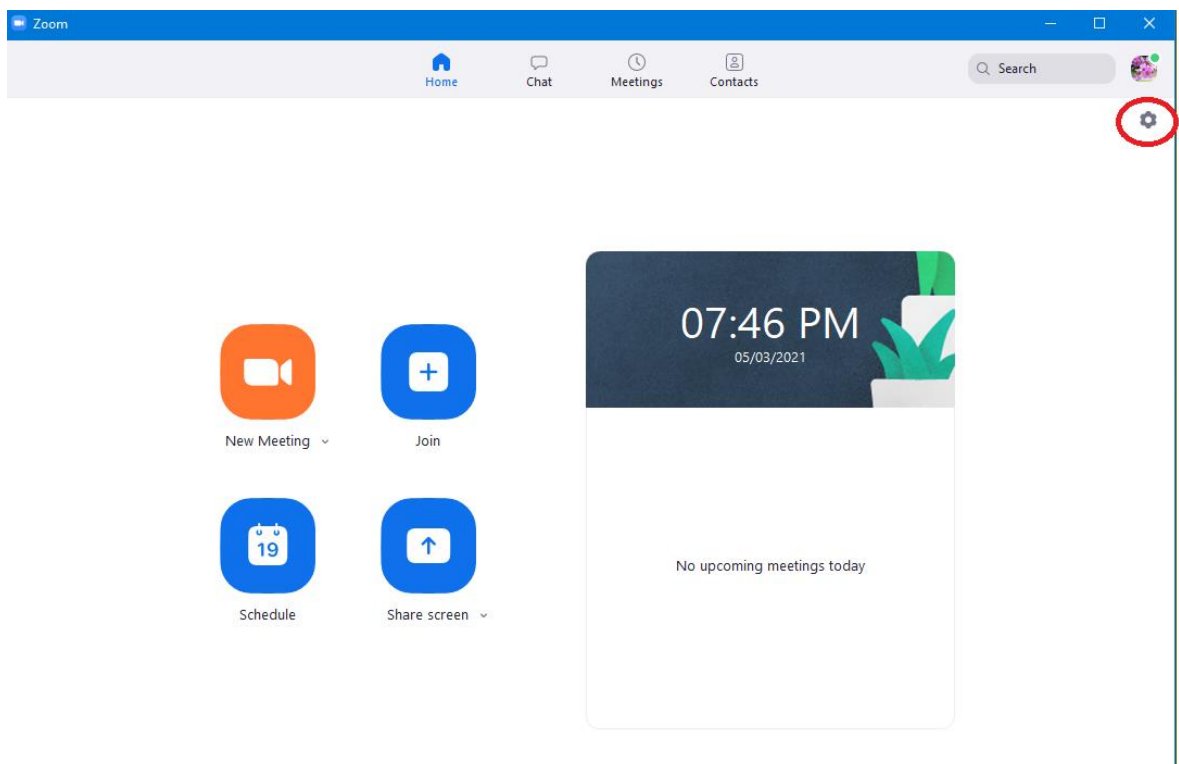 Zoom
Home
Chat
Meetings
Contacts
Search
07:46 PM
05/03/2021
New Meeting
Join
19
Schedule
Share screen
No upcoming meetings today